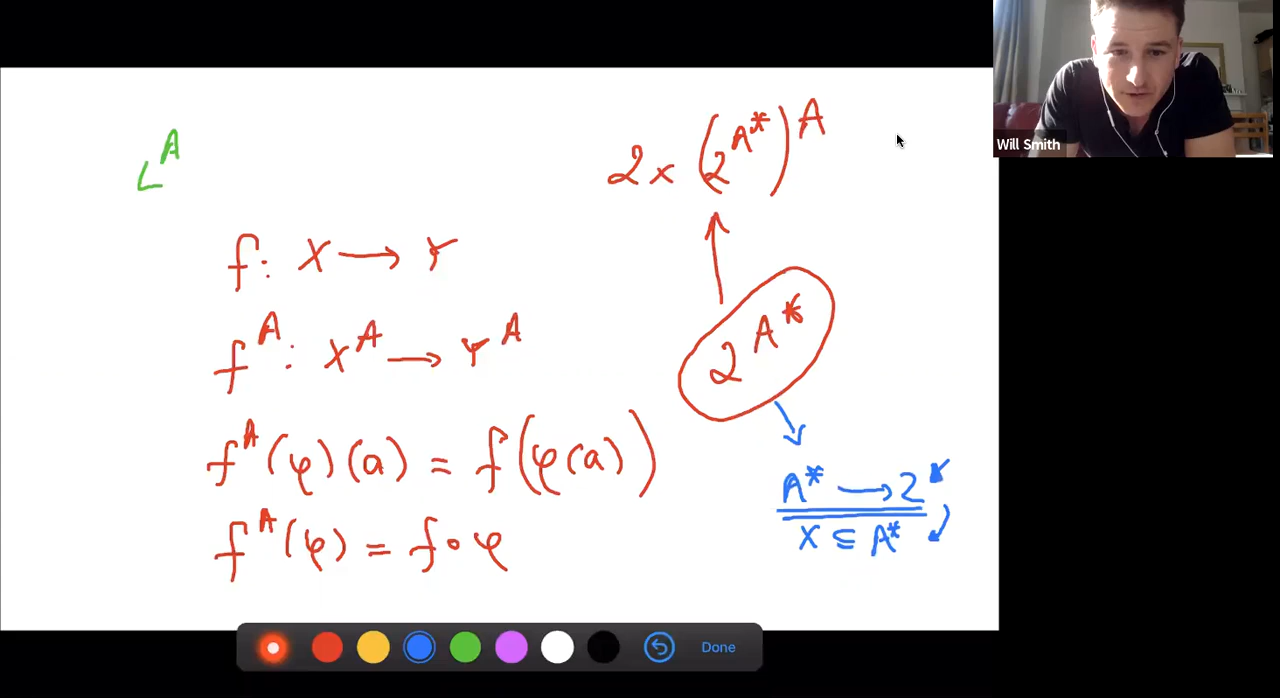 Will Smith
L^A
2 x (2^{A*})^A
f: X → Y
2^{A*}
f^A: X^A → Y^A
f^A(φ)(a) = f(φ(a))
A* → 2
X ⊆ A*
f^A(φ) = f∘φ
Done